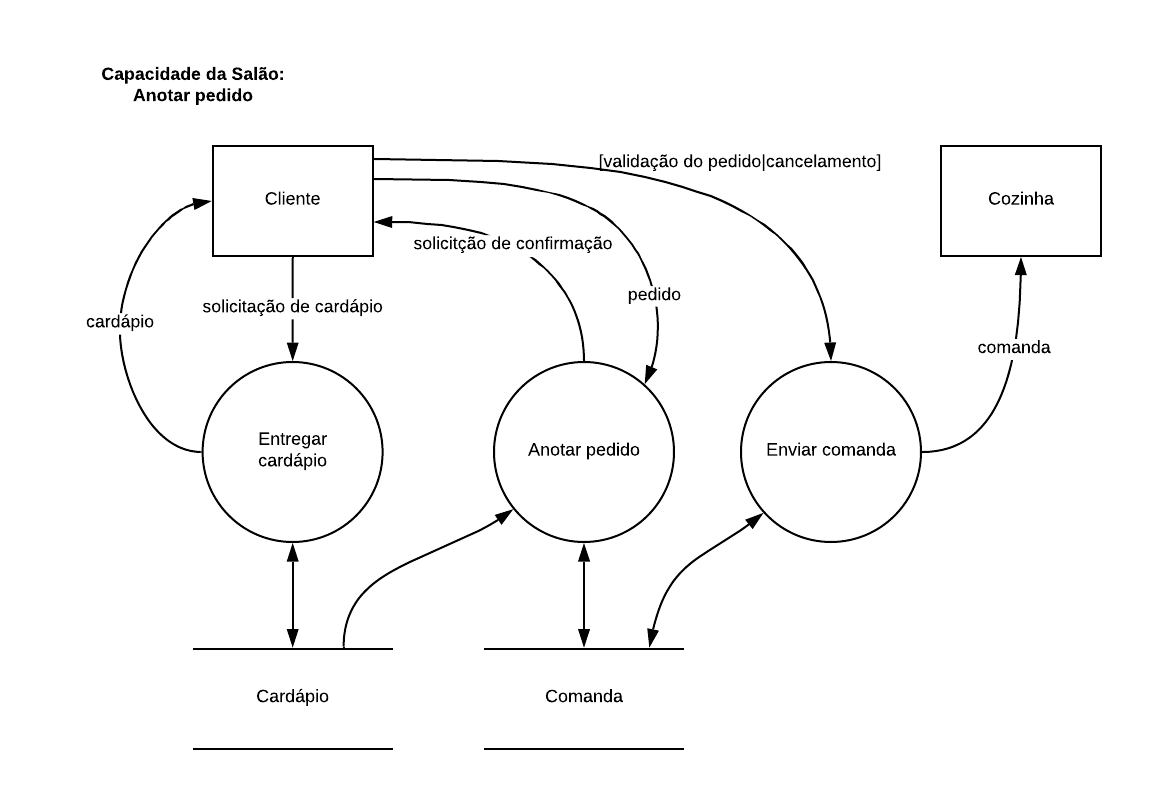 Capacidade da Salão:
Anotar pedido
[validação do pedido|cancelamento]
Cliente
Cozinha
solicitção de confirmação
pedido
solicitação de cardápio
cardápio
comanda
Entregar
cardápio
Anotar pedido
Enviar comanda
Cardápio
Comanda